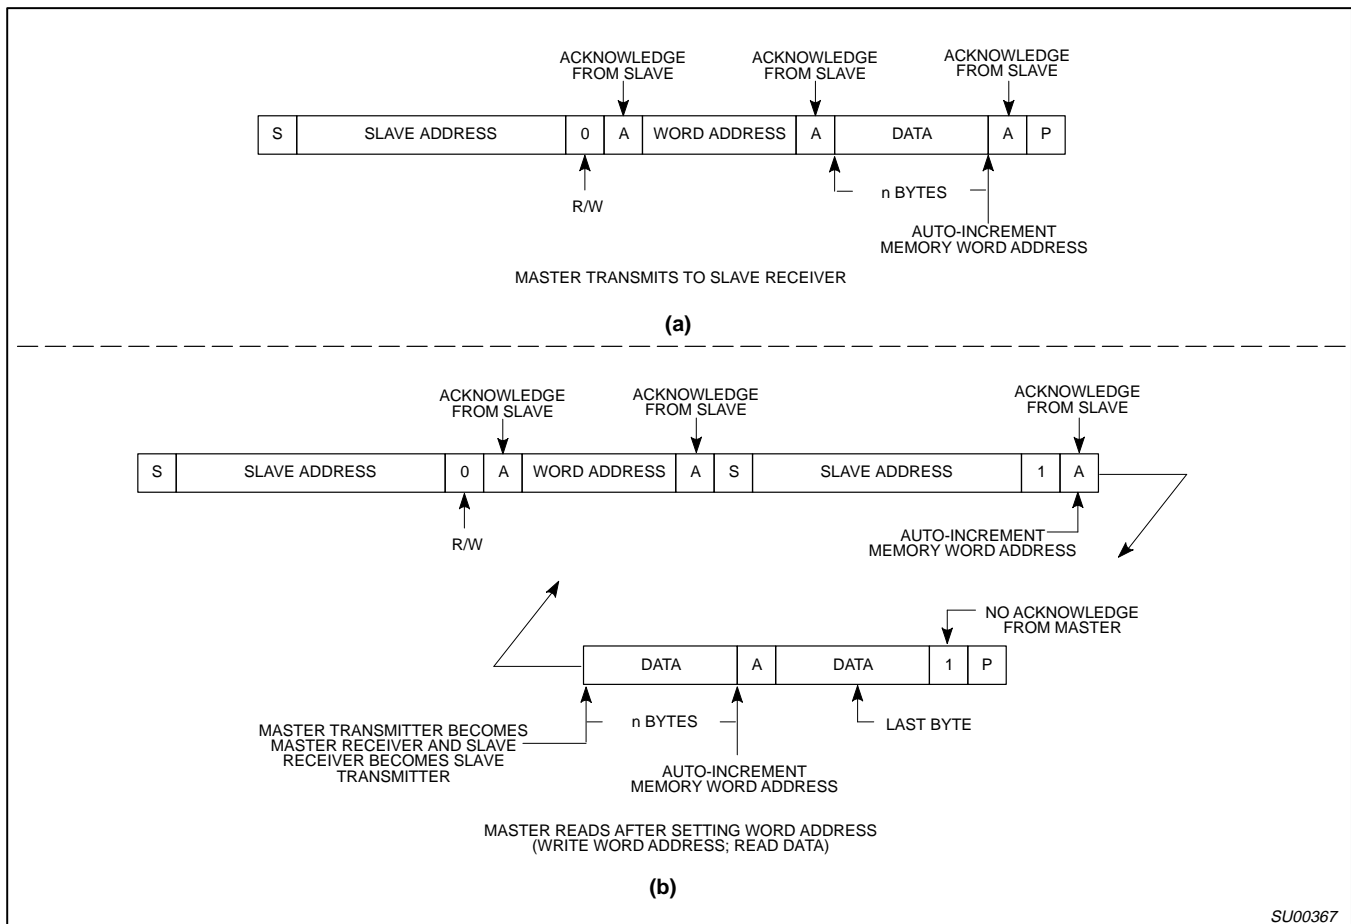 ACKNOWLEDGE
FROM SLAVE
ACKNOWLEDGE
FROM SLAVE
ACKNOWLEDGE
FROM SLAVE
S SLAVE ADDRESS 0 A WORD ADDRESS A DATA A P
R/W
n BYTES
AUTO-INCREMENT
MEMORY WORD ADDRESS
MASTER TRANSMITS TO SLAVE RECEIVER
(a)
ACKNOWLEDGE
FROM SLAVE
ACKNOWLEDGE
FROM SLAVE
ACKNOWLEDGE
FROM SLAVE
S SLAVE ADDRESS 0 A WORD ADDRESS A S SLAVE ADDRESS 1 A
R/W
AUTO-INCREMENT
MEMORY WORD ADDRESS
NO ACKNOWLEDGE
FROM MASTER
DATA A DATA 1 P
n BYTES
LAST BYTE
MASTER TRANSMITTER BECOMES
MASTER RECEIVER AND SLAVE
RECEIVER BECOMES SLAVE
TRANSMITTER
AUTO-INCREMENT
MEMORY WORD ADDRESS
MASTER READS AFTER SETTING WORD ADDRESS
(WRITE WORD ADDRESS; READ DATA)
(b)
SU00367